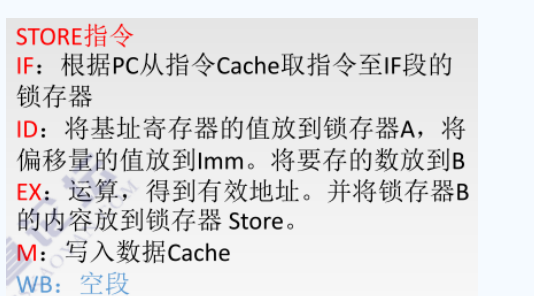 STORE指令
IF：根据PC从指令Cache取指令至IF段的
锁存器
ID：将基址寄存器的值放到锁存器A，将
偏移量的值放到Imm。将要存的数放到B
EX：运算，得到有效地址。并将锁存器B
的内容放到锁存器 Store。
M：写入数据Cache
WB：空段